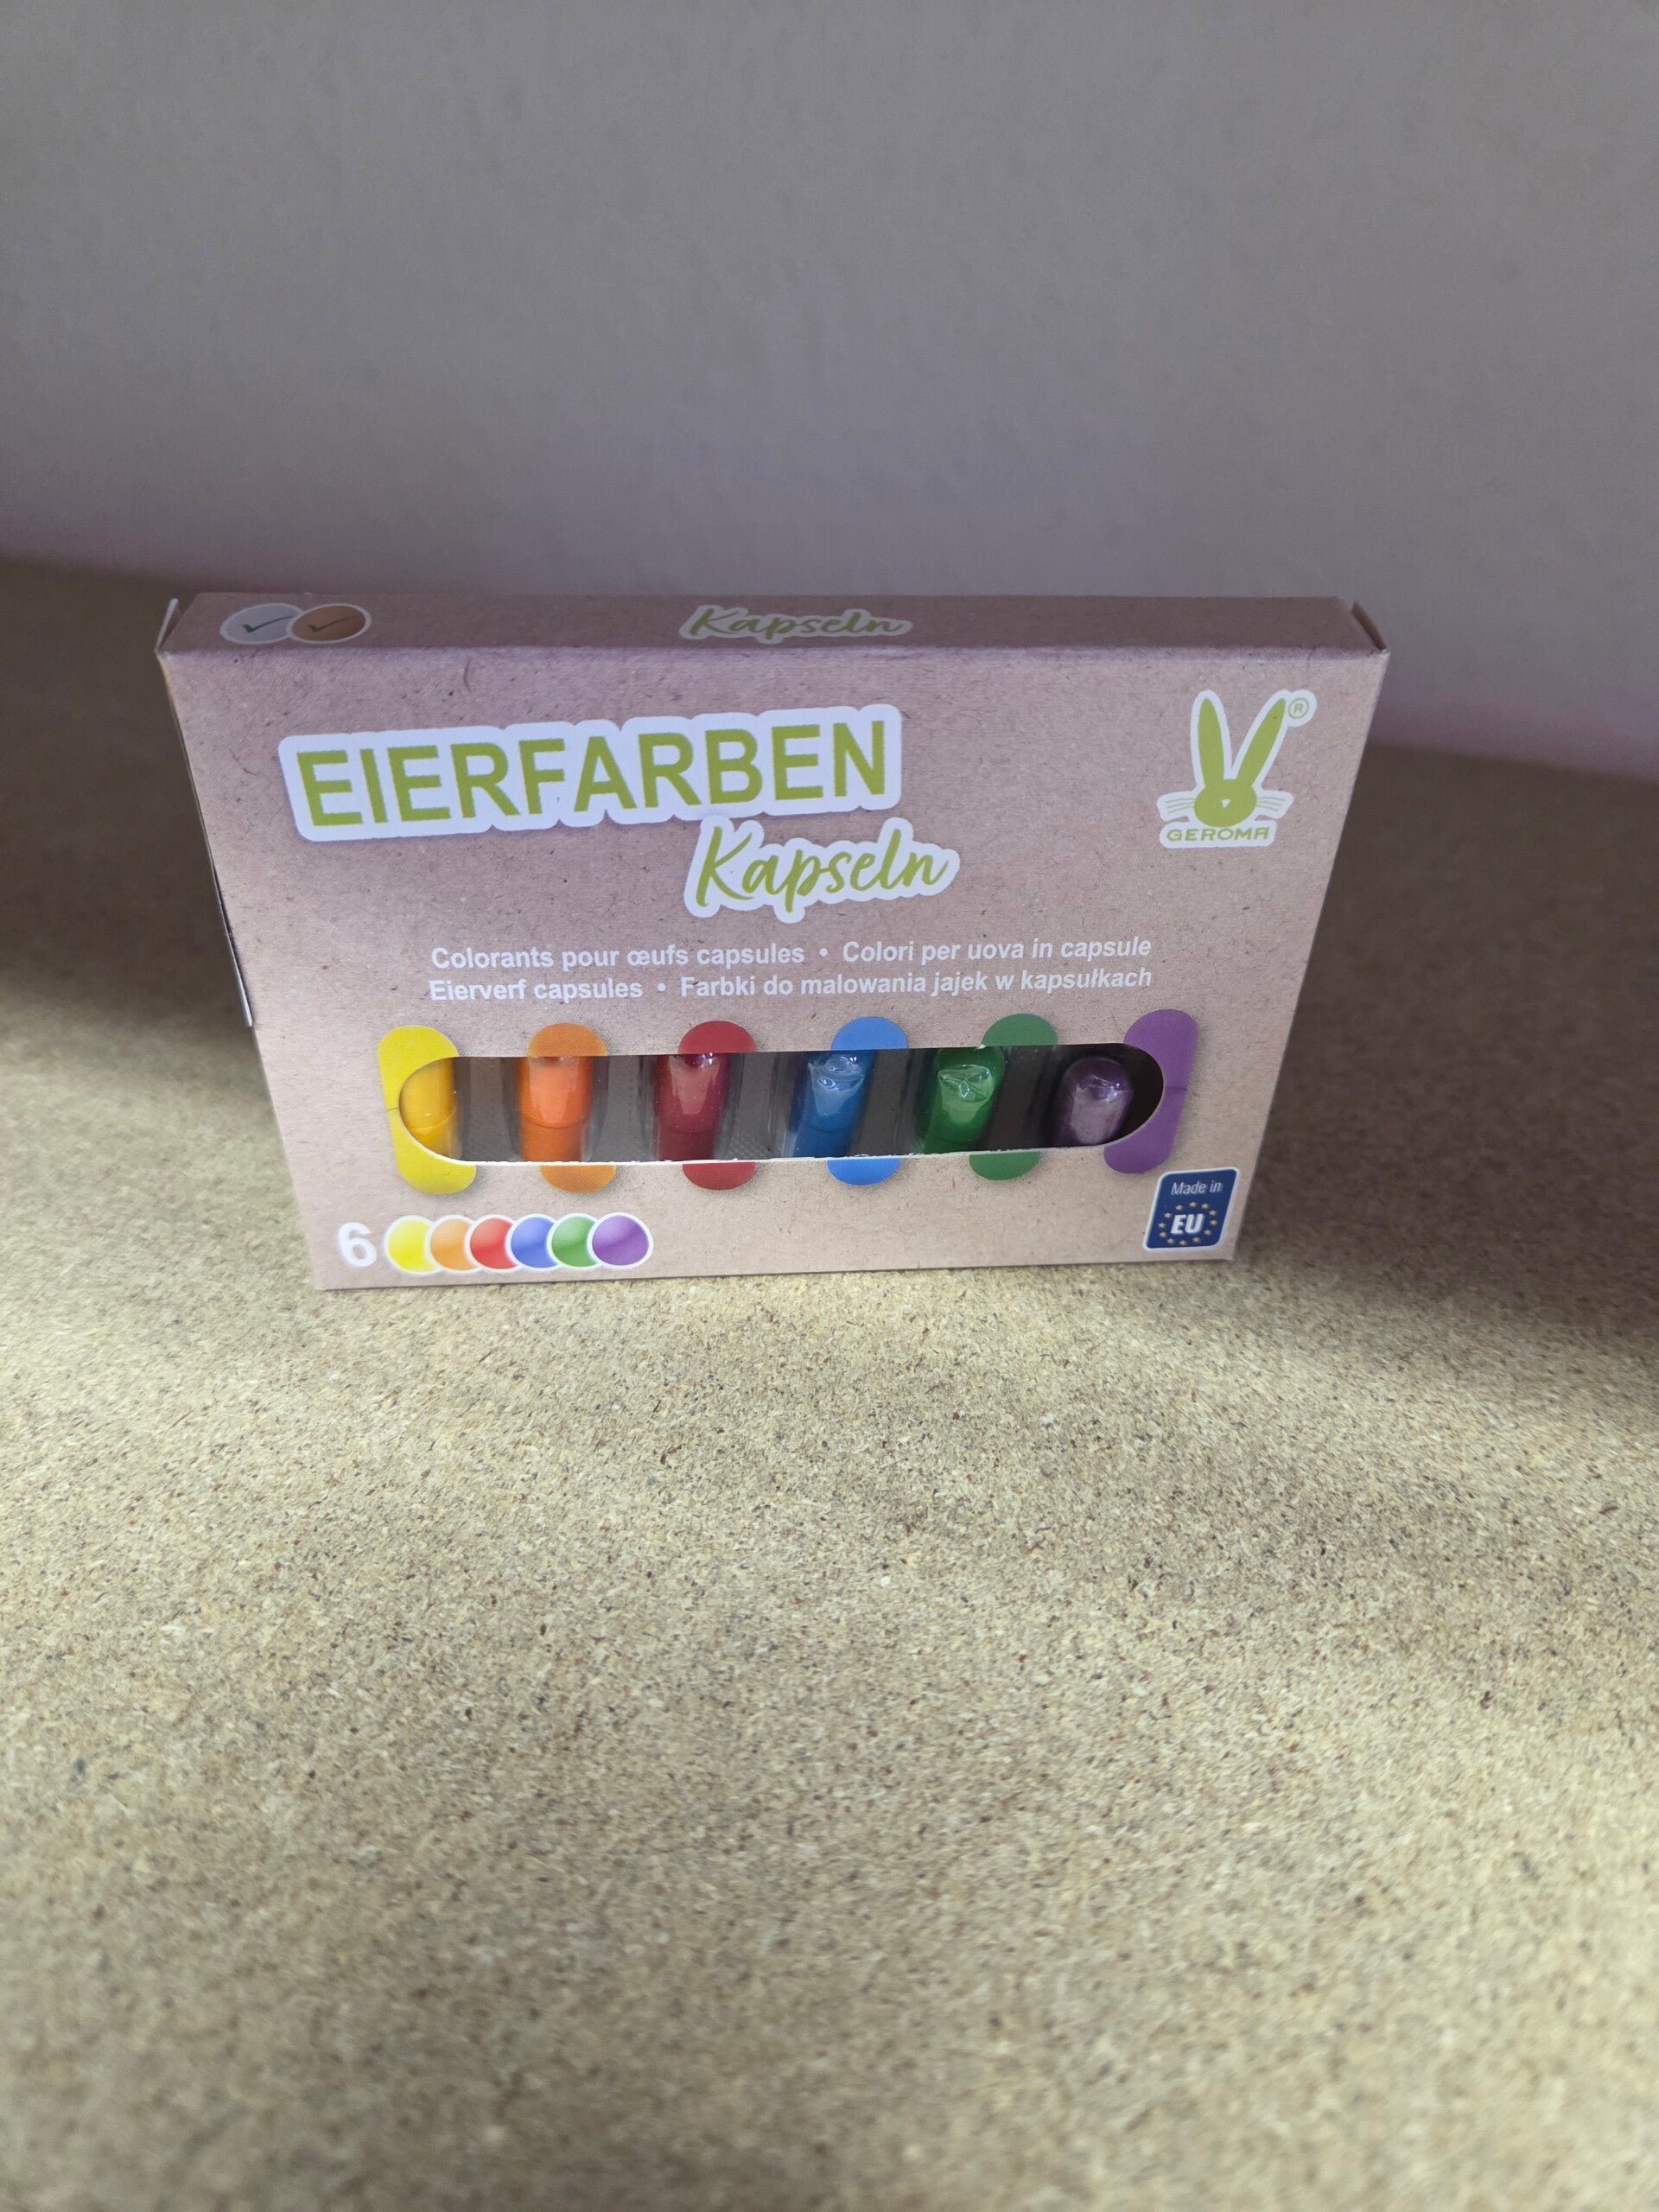 Kapseln
EIERFARBEN
Kapseln
®
GEROMA
Colorants pour œufs capsules • Colori per uova in capsule
Eierverf capsules • Farbki do malowania jajek w kapsułkach
6
Made in
EU